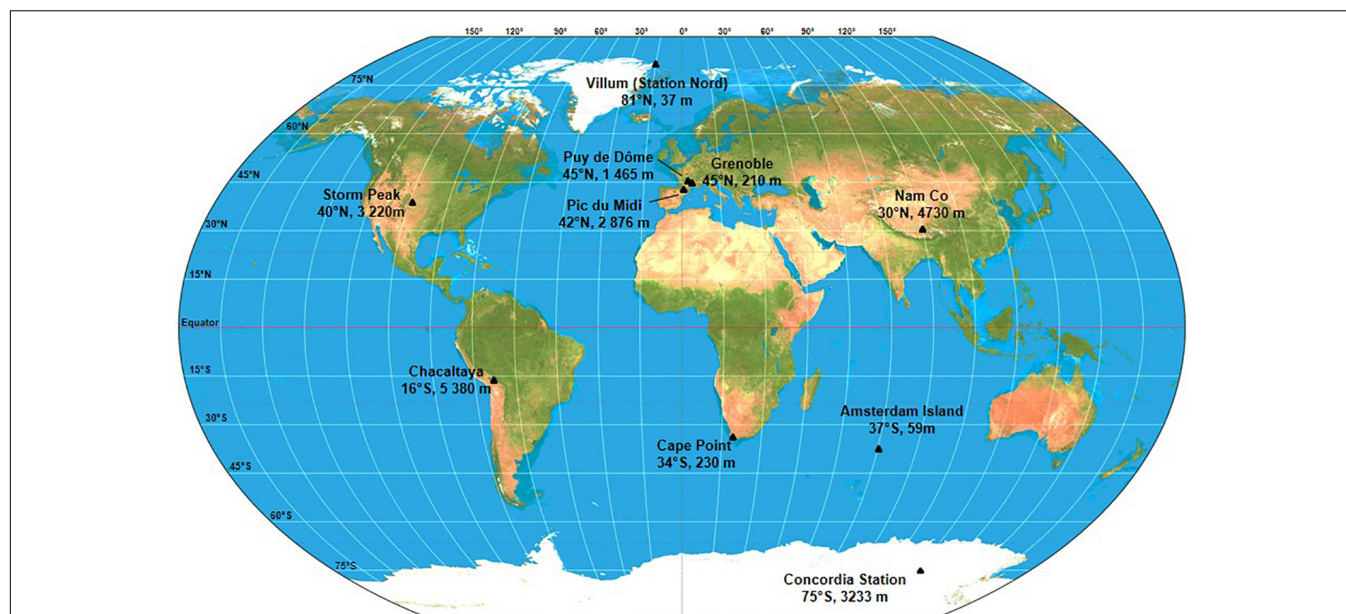 150° 120° 90° 60° 30° 0° 30° 60° 90° 120° 150°
75°N
Villum (Station Nord)
81°N, 37 m
60°N
Puy de Dôme
45°N, 1 465 m
Grenoble
45°N, 210 m
45°N
Storm Peak
40°N, 3 220m
Pic du Midi
42°N, 2 876 m
Nam Co
30°N, 4730 m
30°N
15°N
Equator
Chacaltaya
16°S, 5 380 m
15°S
Amsterdam Island
37°S, 59m
30°S
Cape Point
34°S, 230 m
45°S
60°S
75°S
Concordia Station
75°S, 3233 m